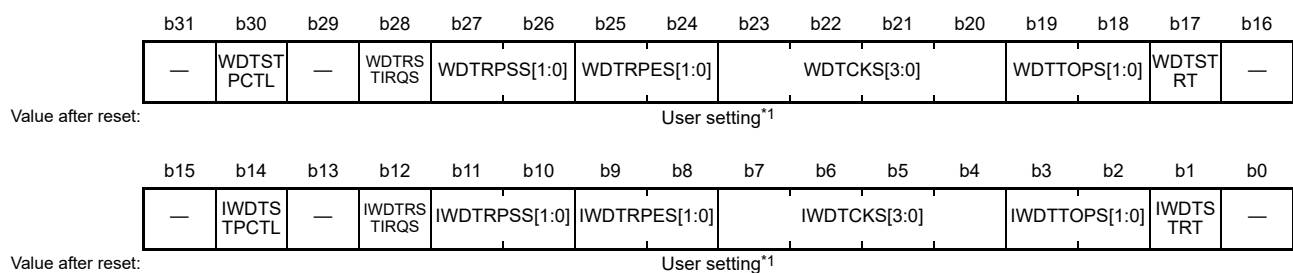 b31 b30 b29 b28 b27 b26 b25 b24 b23 b22 b21 b20 b19 b18 b17 b16
— WDTST PCTL — WDTRS TIRQS WDTRPSS[1:0] WDTRPES[1:0] WDTCKS[3:0] WDTTOPS[1:0] WDTST RT —
Value after reset: User setting*1
b15 b14 b13 b12 b11 b10 b9 b8 b7 b6 b5 b4 b3 b2 b1 b0
— IWDTS TPCTL — IWDTRS TIRQS IWDTRPSS[1:0] IWDTRPES[1:0] IWDTCKS[3:0] IWDTTOPS[1:0] IWDTS TRT —
Value after reset: User setting*1